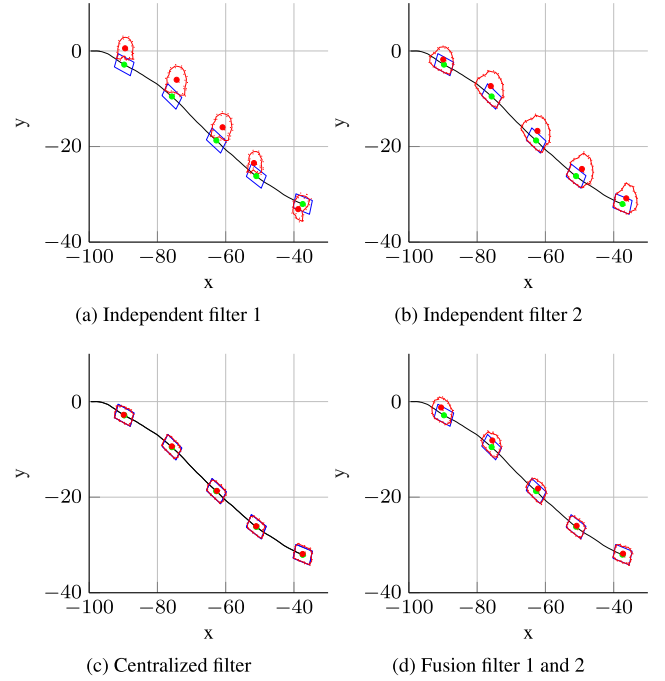 0
−20
−40
y
−100 −80 −60 −40
x
(a) Independent filter 1
0
−20
−40
y
−100 −80 −60 −40
x
(b) Independent filter 2
0
−20
−40
y
−100 −80 −60 −40
x
(c) Centralized filter
0
−20
−40
y
−100 −80 −60 −40
x
(d) Fusion filter 1 and 2